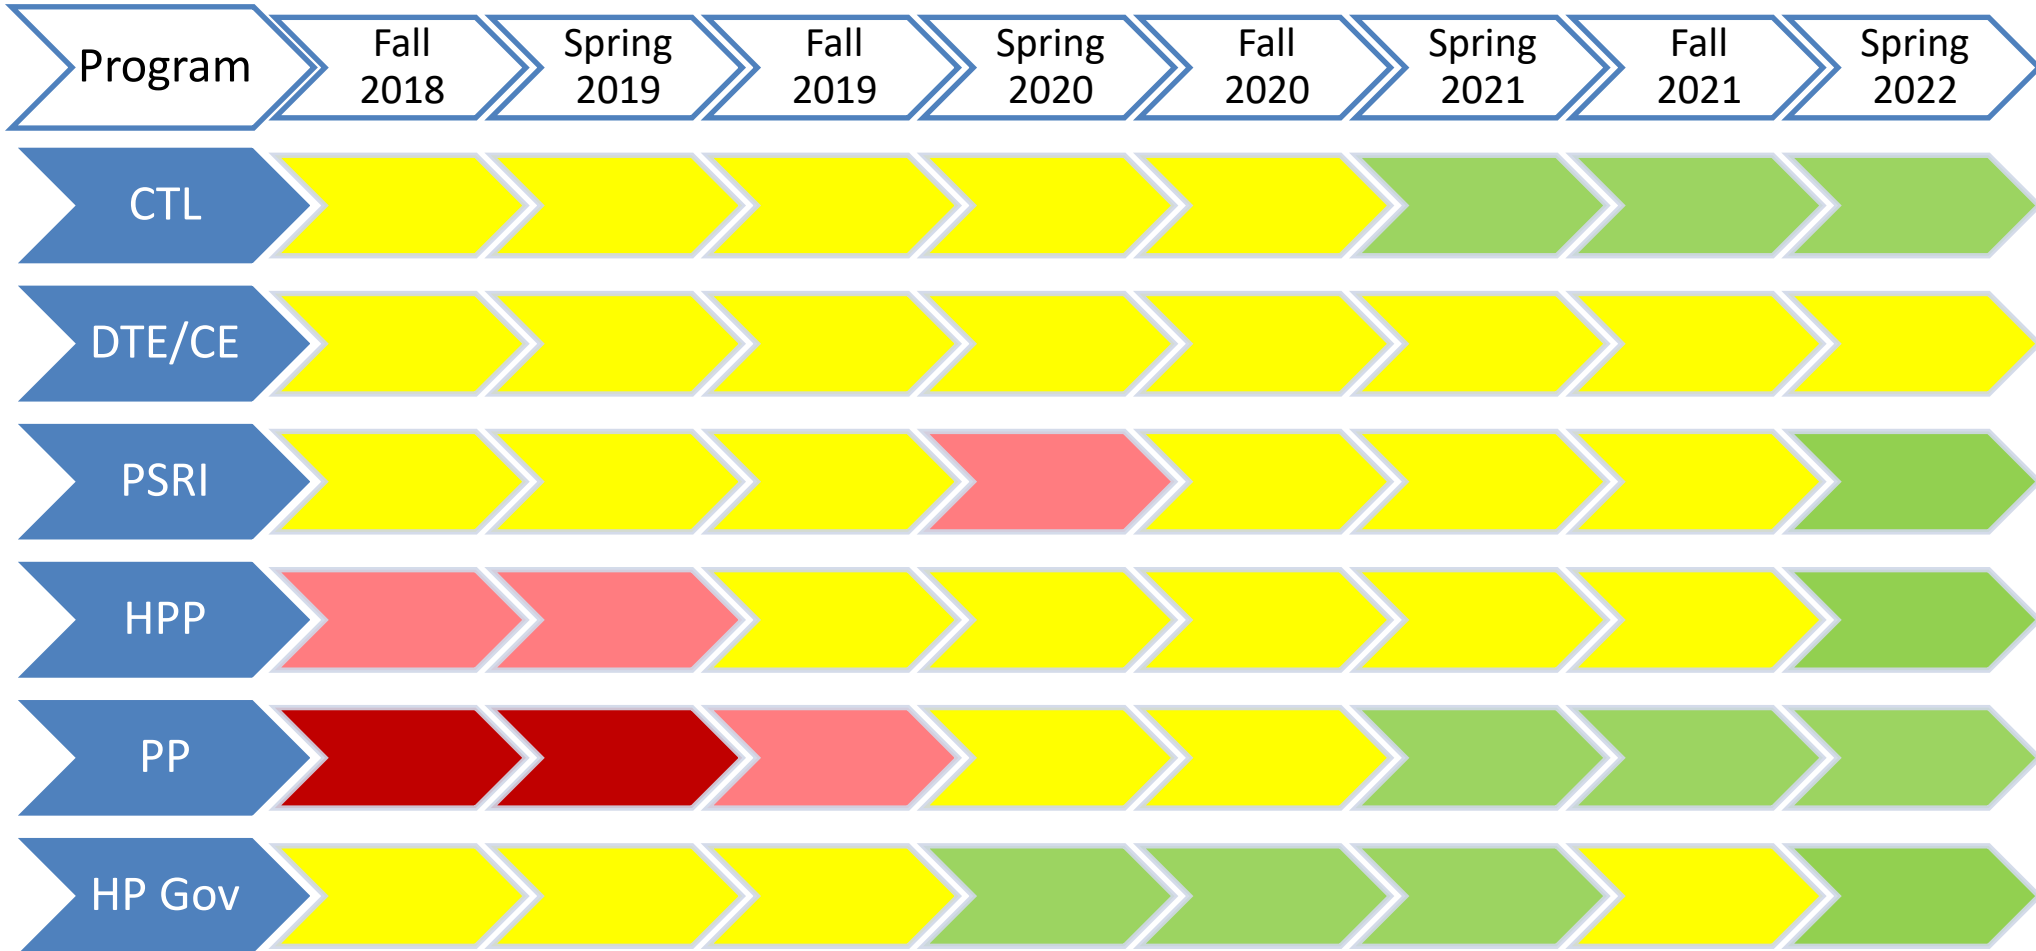 Program
Fall
2018
Spring
2019
Fall
2019
Spring
2020
Fall
2020
Spring
2021
Fall
2021
Spring
2022
CTL
DTE/CE
PSRI
HPP
PP
HP Gov